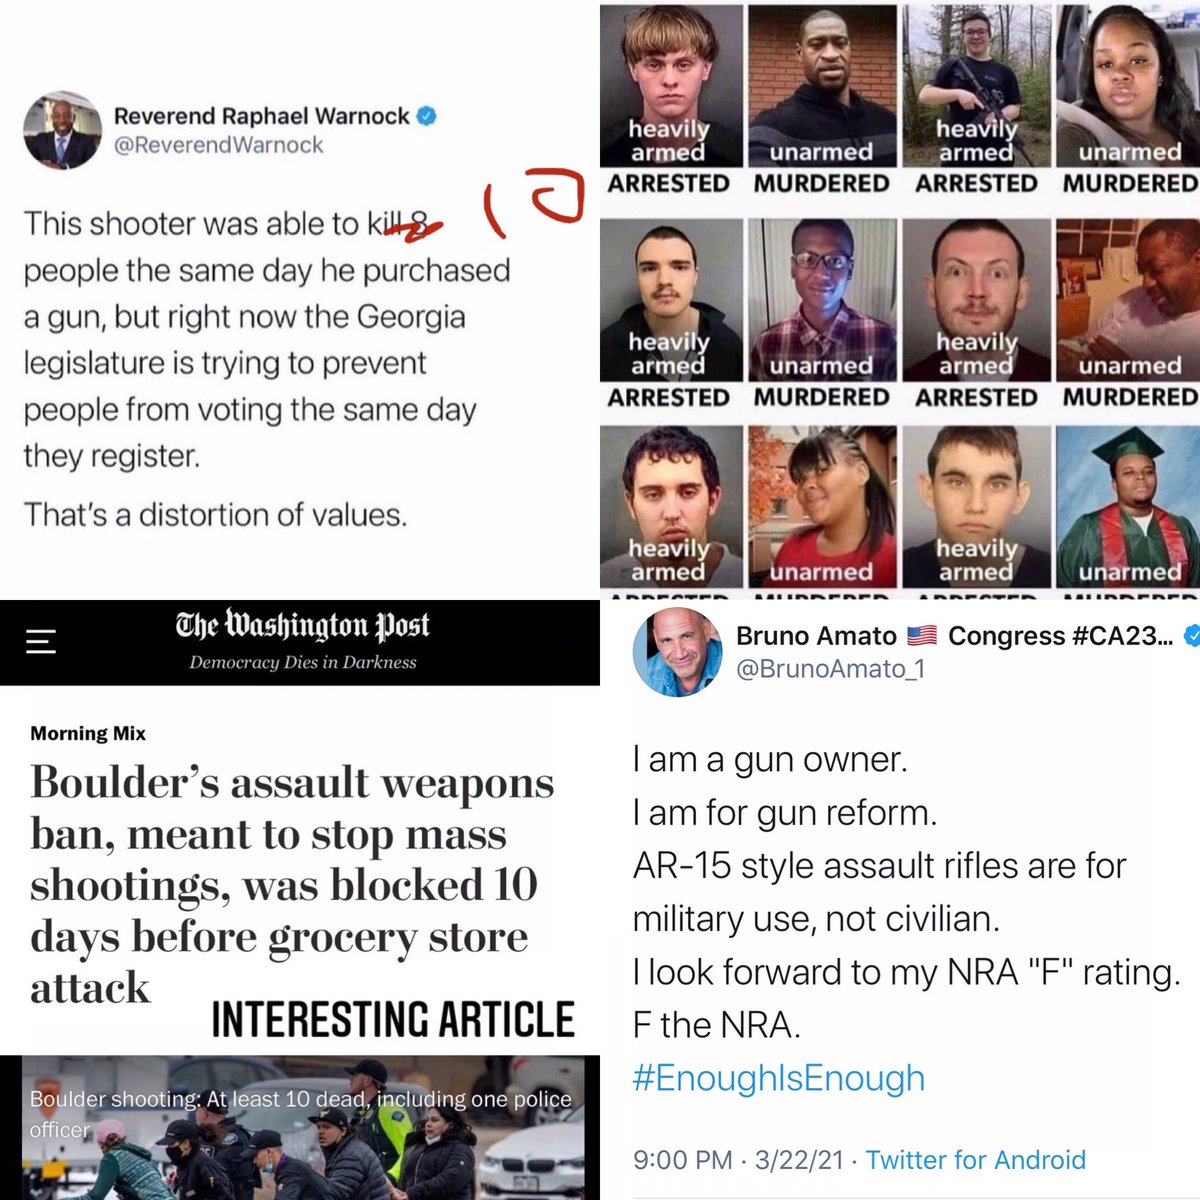 Reverend Raphael Warnock
@ReverendWarnock
This shooter was able to kill 8
10
people the same day he purchased
a gun, but right now the Georgia
legislature is trying to prevent
people from voting the same day
they register.
That's a distortion of values.
heavily
armed
unarmed
heavily
armed
unarmed
ARRESTED MURDERED ARRESTED MURDERED
heavily
armed
unarmed
heavily
armed
unarmed
ARRESTED MURDERED ARRESTED MURDERED
heavily
armed
unarmed
heavily
armed
unarmed
ARRESTED MURDERED ARRESTED MURDERED
The Washington Post
Democracy Dies in Darkness
Morning Mix
Boulder's assault weapons
ban, meant to stop mass
shootings, was blocked 10
days before grocery store
attack
INTERESTING ARTICLE
Boulder shooting: At least 10 dead, including one police
officer
Bruno Amato 🇺🇸 Congress #CA23...
@BrunoAmato_1
I am a gun owner.
I am for gun reform.
AR-15 style assault rifles are for
military use, not civilian.
I look forward to my NRA "F" rating.
F the NRA.
#EnoughIsEnough
9:00 PM · 3/22/21 · Twitter for Android